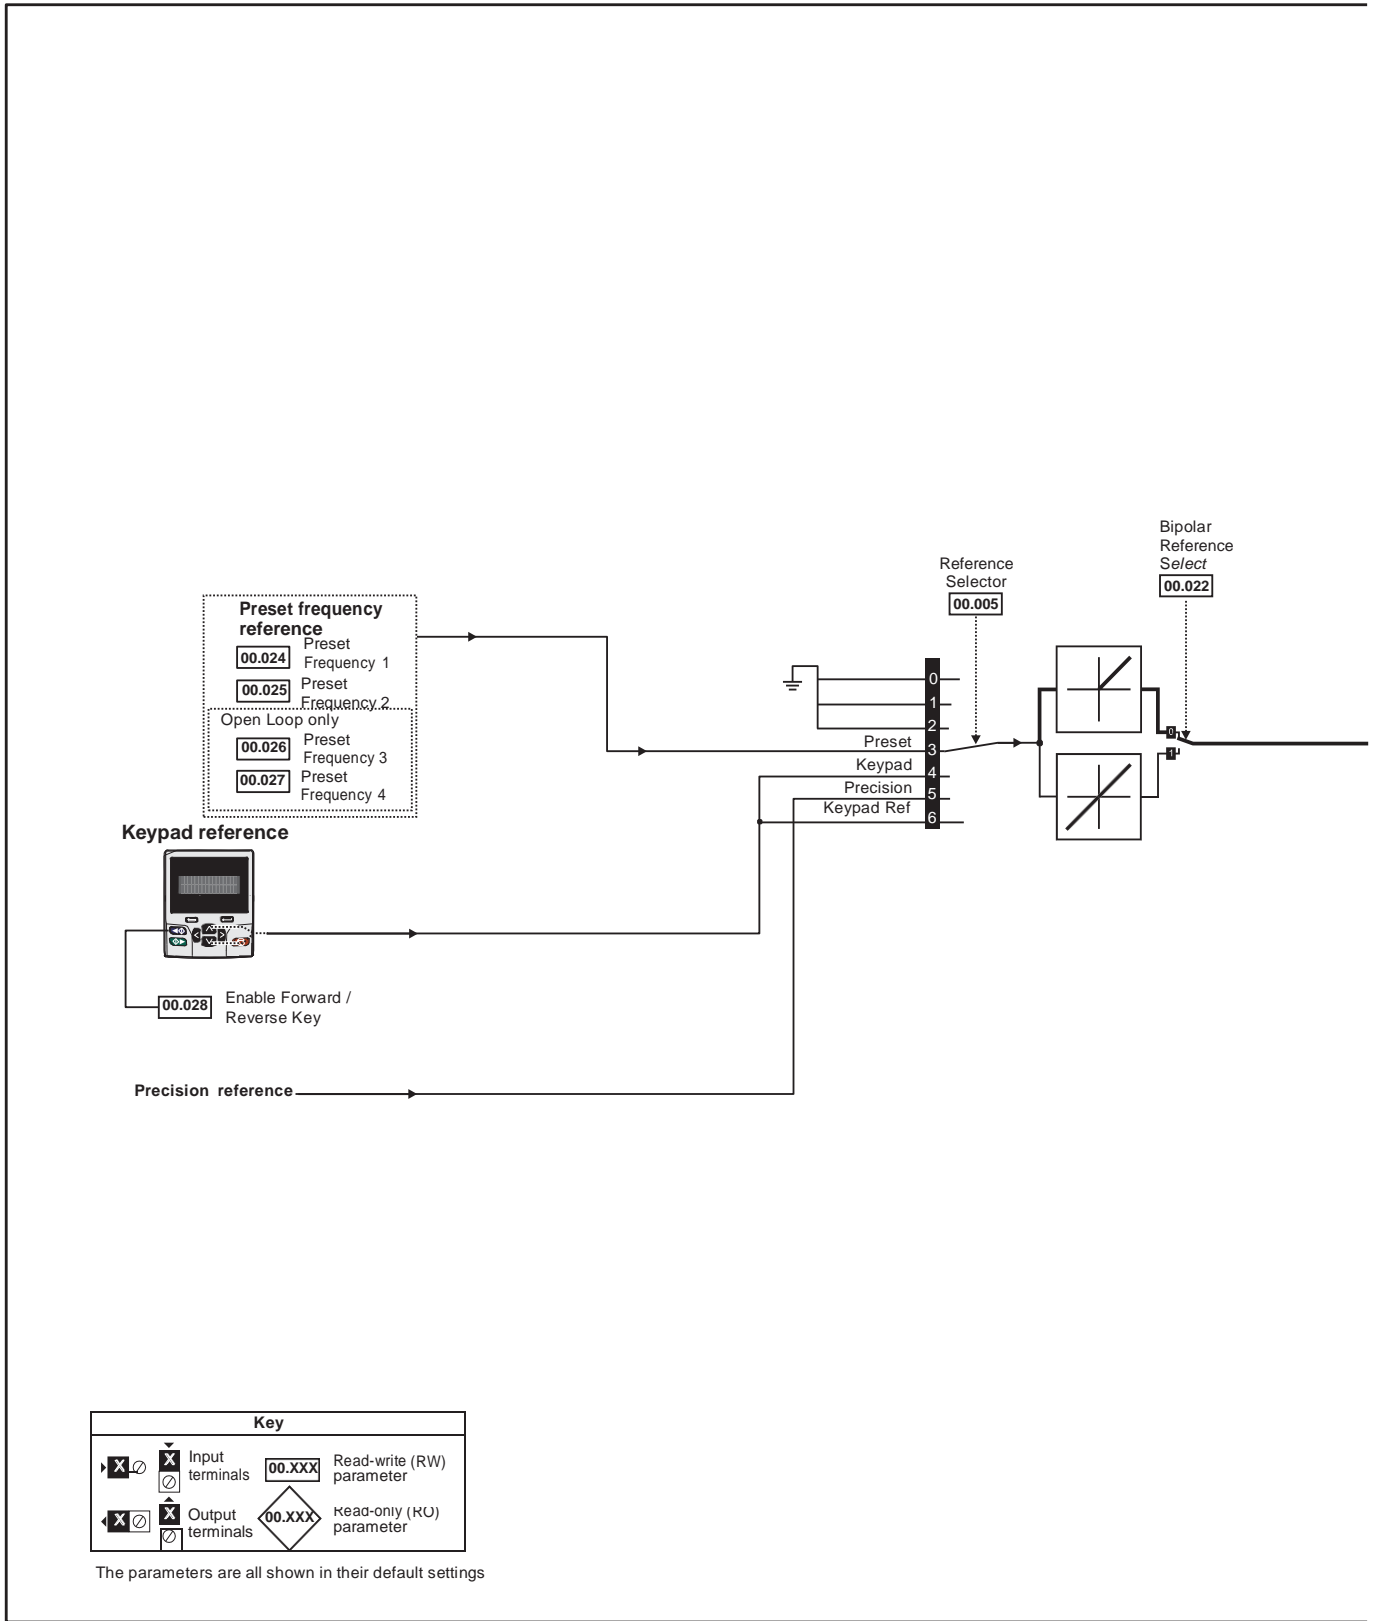 Bipolar
Reference
Select
00.022
Reference
Selector
00.005
Preset frequency
reference
00.024
Preset
Frequency 1
00.025
Preset
Frequency 2
Open Loop only
00.026
Preset
Frequency 3
00.027
Preset
Frequency 4
0
1
2
Preset
3
Keypad
4
Precision
5
Keypad Ref
6
0
1
Keypad reference
00.028
Enable Forward /
Reverse Key
Precision reference
Key
X
X
Input
terminals
00.XXX
Read-write (RW)
parameter
X
X
Output
terminals
00.XXX
Read-only (RO)
parameter
The parameters are all shown in their default settings